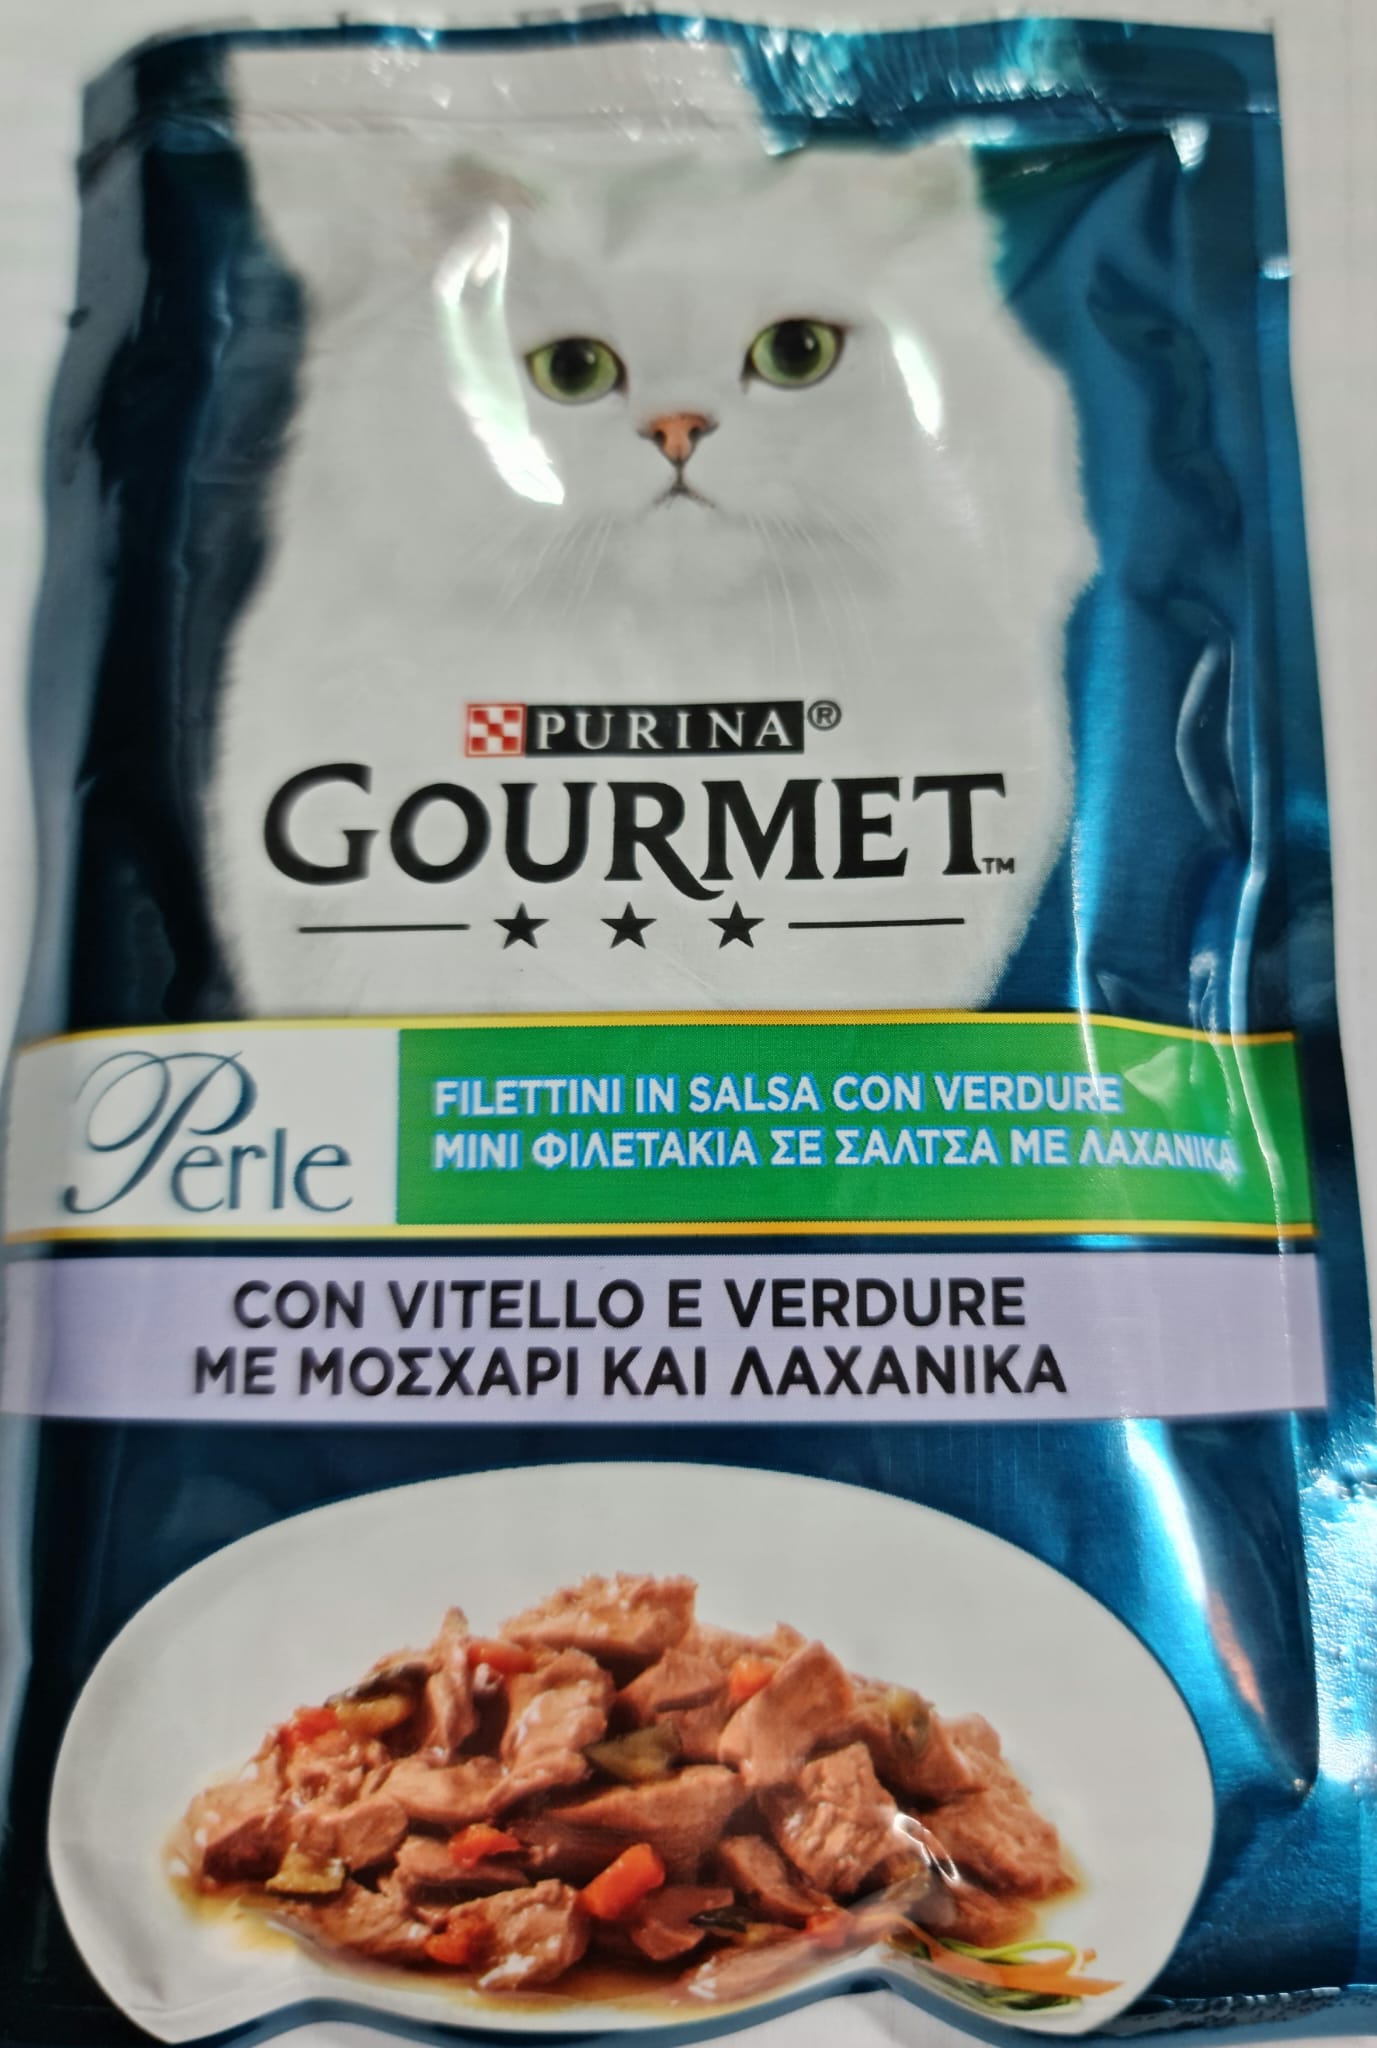 PURINA®
GOURMET™
Perle
FILETTINI IN SALSA CON VERDURE
ΜΙΝΙ ΦΙΛΕΤΑΚΙΑ ΣΕ ΣΑΛΤΣΑ ΜΕ ΛΑΧΑΝΙΚΑ
CON VITELLO E VERDURE
ΜΕ ΜΟΣΧΑΡΙ ΚΑΙ ΛΑΧΑΝΙΚΑ